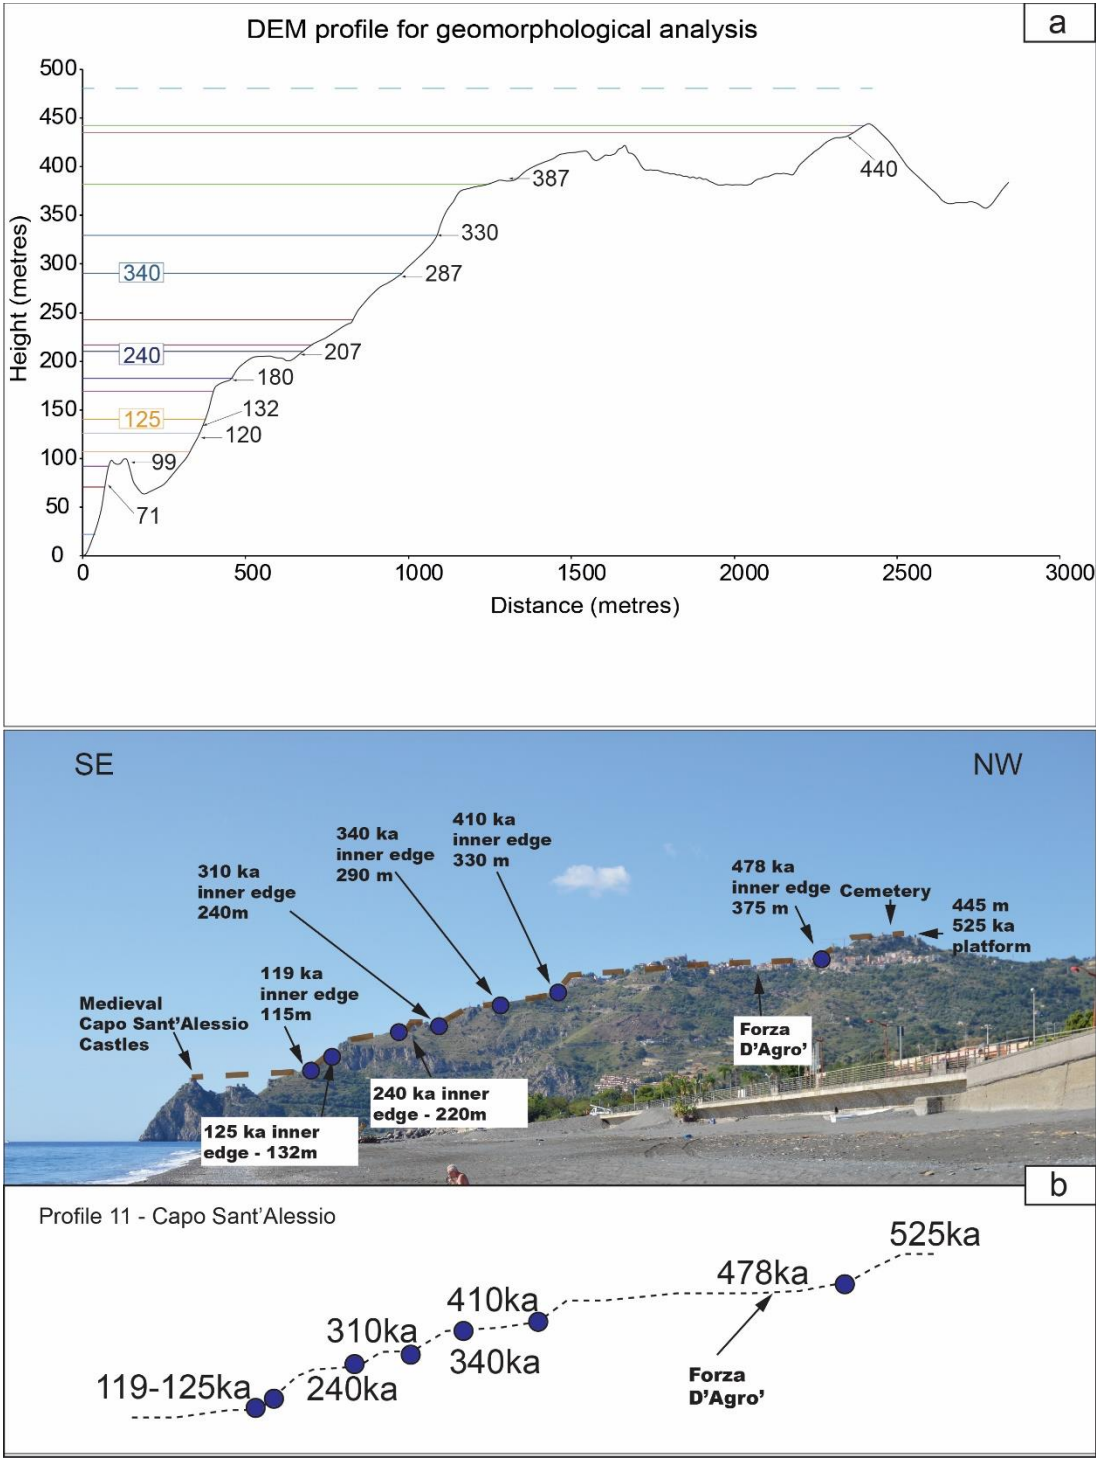 DEM profile for geomorphological analysis
a
500
450
400
350
300
250
200
150
100
50
0
Height (metres)
340
240
125
387
440
330
287
207
180
132
120
99
71
0
500
1000
1500
2000
2500
3000
Distance (metres)
SE
NW
340 ka
inner edge
290 m
410 ka
inner edge
330 m
310 ka
inner edge
240m
478 ka
inner edge
375 m
Cemetery
445 m
525 ka
platform
119 ka
inner edge
115m
Medieval
Capo Sant'Alessio
Castles
Forza
D'Agro'
240 ka inner
edge - 220m
125 ka inner
edge - 132m
b
Profile 11 - Capo Sant'Alessio
525ka
478ka
410ka
310ka
340ka
119-125ka
240ka
Forza
D'Agro'